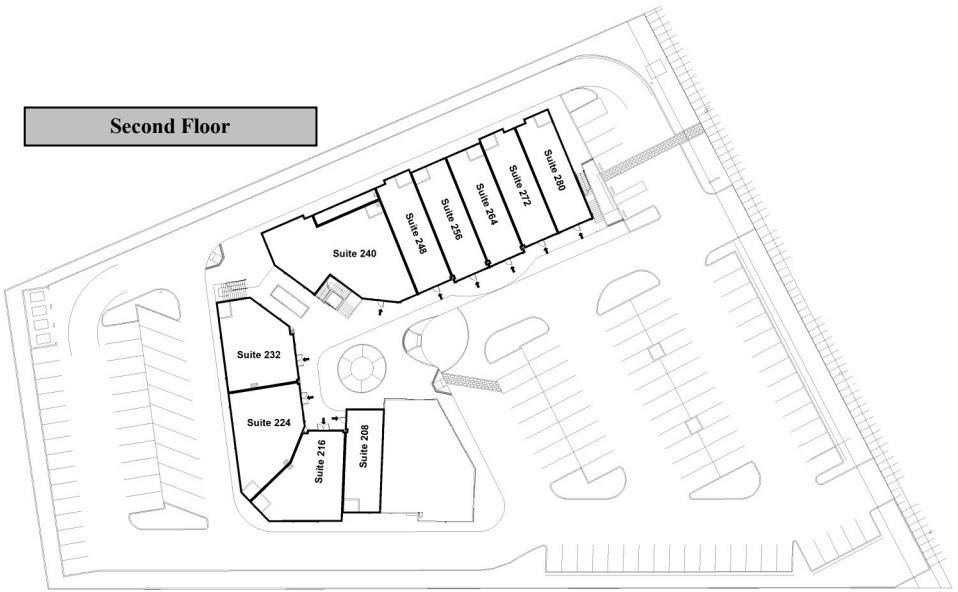 Second Floor
Suite 280
Suite 272
Suite 264
Suite 256
Suite 248
Suite 240
Suite 232
Suite 224
Suite 216
Suite 208